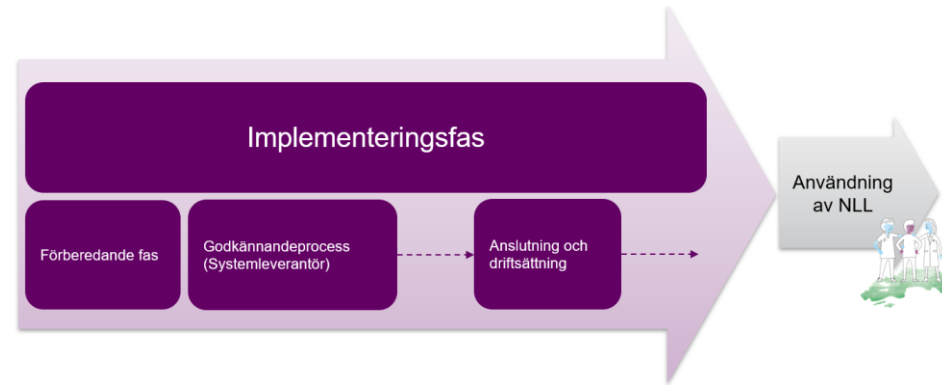 Implementeringsfas
Förberedande fas
Godkännandeprocess
(Systemleverantör)
Anslutning och
driftsättning
Användning
av NLL